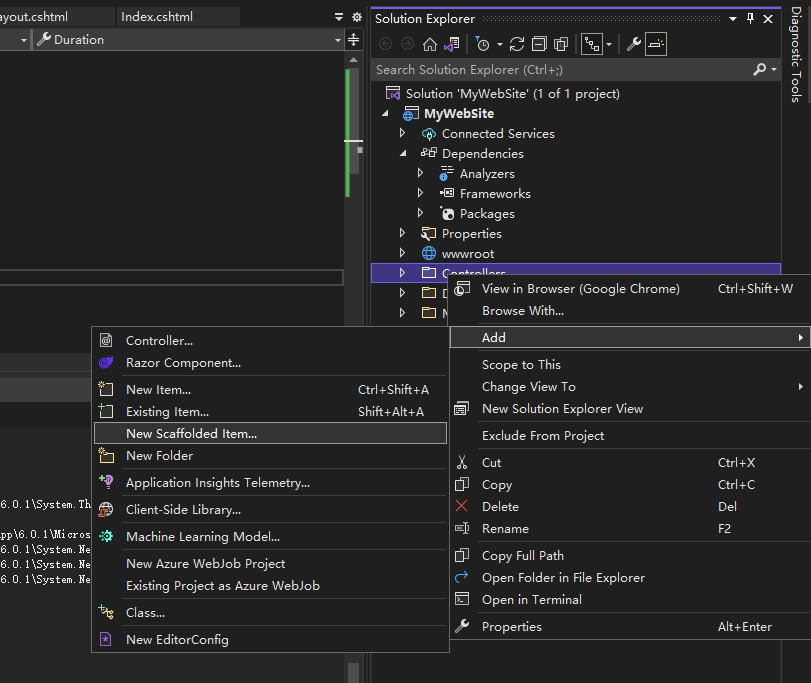 ayout.cshtml
Index.cshtml
Duration
Solution Explorer
Search Solution Explorer (Ctrl+;)
Solution 'MyWebSite' (1 of 1 project)
MyWebSite
Connected Services
Dependencies
Analyzers
Frameworks
Packages
Properties
wwwroot
Controllers
Diagnostic Tools
View in Browser (Google Chrome) Ctrl+Shift+W
Browse With...
Add
Scope to This
Change View To
New Solution Explorer View
Exclude From Project
Cut Ctrl+X
Copy Ctrl+C
Delete Del
Rename F2
Copy Full Path
Open Folder in File Explorer
Open in Terminal
Properties Alt+Enter
Controller...
Razor Component...
New Item... Ctrl+Shift+A
Existing Item... Shift+Alt+A
New Scaffolded Item...
New Folder
Application Insights Telemetry...
Client-Side Library...
Machine Learning Model...
New Azure WebJob Project
Existing Project as Azure WebJob
Class...
New EditorConfig
6.0.1\System.Th
pp\6.0.1\Micros
6.0.1\System.Ne
6.0.1\System.Ne
6.0.1\System.Ne